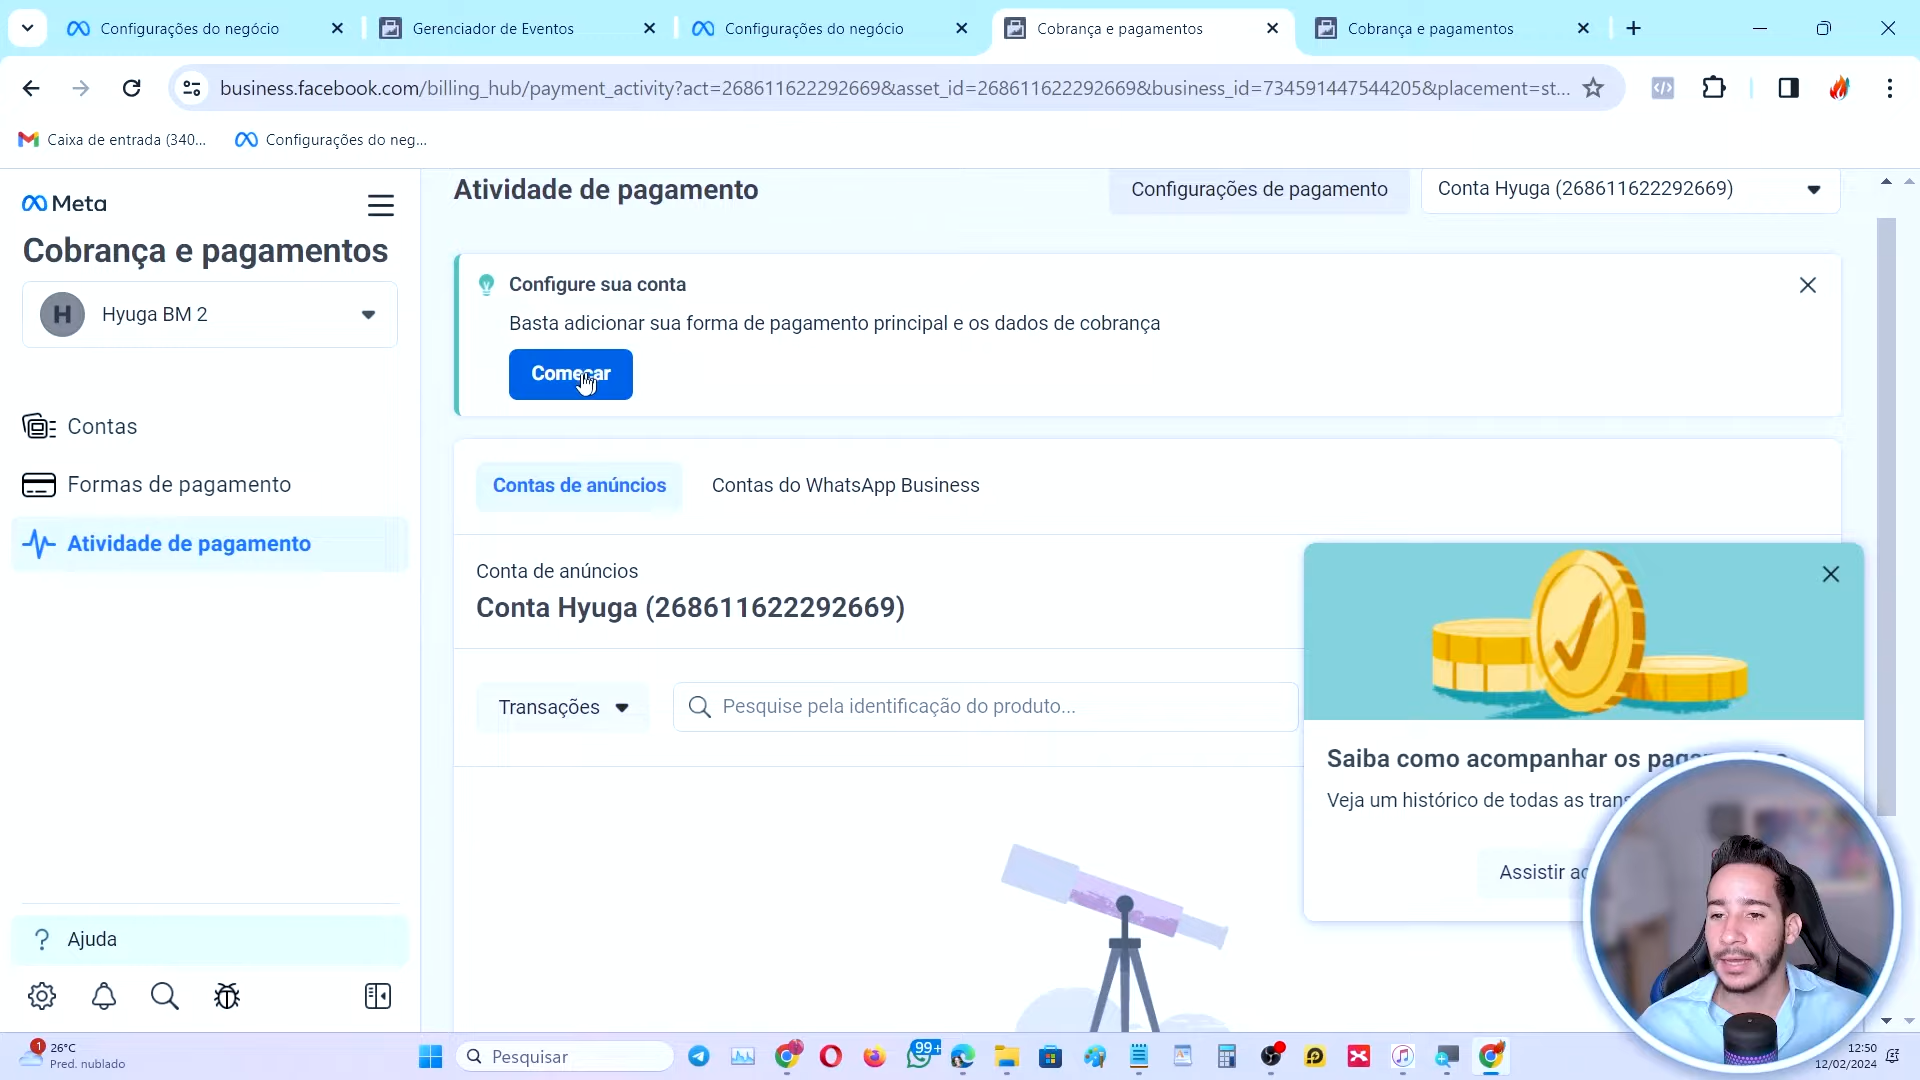 Configurações do negócio
Gerenciador de Eventos
Configurações do negócio
Cobrança e pagamentos
Cobrança e pagamentos
business.facebook.com/billing_hub/payment_activity?act=268611622292669&asset_id=268611622292669&business_id=734591447544205&placement=st...
Caixa de entrada (340...
Configurações do neg...
Meta
Cobrança e pagamentos
H
Hyuga BM 2
Contas
Formas de pagamento
Atividade de pagamento
Ajuda
Atividade de pagamento
Configurações de pagamento
Conta Hyuga (268611622292669)
Configure sua conta
Basta adicionar sua forma de pagamento principal e os dados de cobrança
Começar
Contas de anúncios
Contas do WhatsApp Business
Conta de anúncios
Conta Hyuga (268611622292669)
Transações
Pesquise pela identificação do produto...
Saiba como acompanhar os
Veja um histórico de todas as
Assistir
1
26°C
Pred. nublado
Pesquisar
99+
12:50
12/02/2024